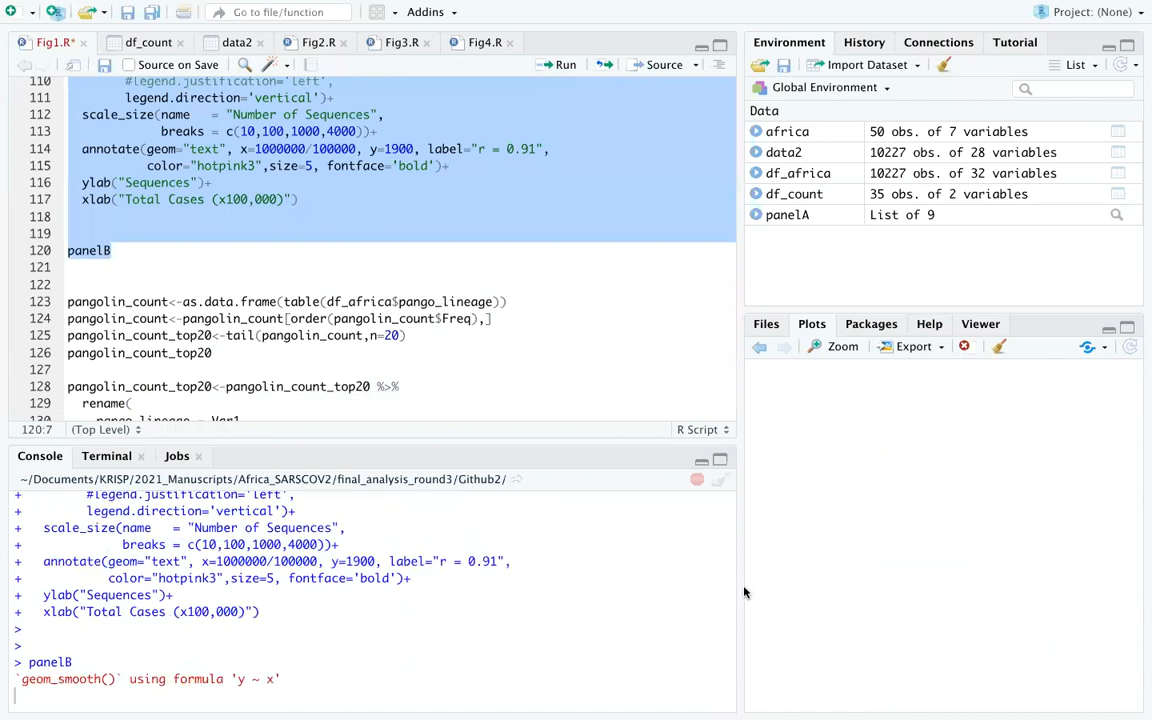 Go to file/function
Addins
Project: (None)
Fig1.R*
df_count
data2
Fig2.R
Fig3.R
Fig4.R
Source on Save
Run
Source
110 #legend.justification='left',
111 legend.direction='vertical')+
112 scale_size(name   = "Number of Sequences",
113 breaks = c(10,100,1000,4000))+
114 annotate(geom="text", x=1000000/100000, y=1900, label="r = 0.91",
115 color="hotpink3",size=5, fontface='bold')+
116 ylab("Sequences")+
117 xlab("Total Cases (x100,000)")
118
119
120 panelB
121
122
123 pangolin_count<-as.data.frame(table(df_africa$pango_lineage))
124 pangolin_count<-pangolin_count[order(pangolin_count$Freq),]
125 pangolin_count_top20<-tail(pangolin_count,n=20)
126 pangolin_count_top20
127
128 pangolin_count_top20<-pangolin_count_top20 %>%
129 rename(
130 pango_lineage = Var1
120:7
(Top Level)
R Script
Console
Terminal
Jobs
~/Documents/KRISP/2021_Manuscripts/Africa_SARSCOV2/final_analysis_round3/Github2/
+ #legend.justification='left',
+ legend.direction='vertical')+
+ scale_size(name   = "Number of Sequences",
+ breaks = c(10,100,1000,4000))+
+ annotate(geom="text", x=1000000/100000, y=1900, label="r = 0.91",
+ color="hotpink3",size=5, fontface='bold')+
+ ylab("Sequences")+
+ xlab("Total Cases (x100,000)")
>
>
> panelB
`geom_smooth()` using formula 'y ~ x'
Environment
History
Connections
Tutorial
Import Dataset
List
Global Environment
Data
africa 50 obs. of 7 variables
data2 10227 obs. of 28 variables
df_africa 10227 obs. of 32 variables
df_count 35 obs. of 2 variables
panelA List of 9
Files
Plots
Packages
Help
Viewer
Zoom
Export